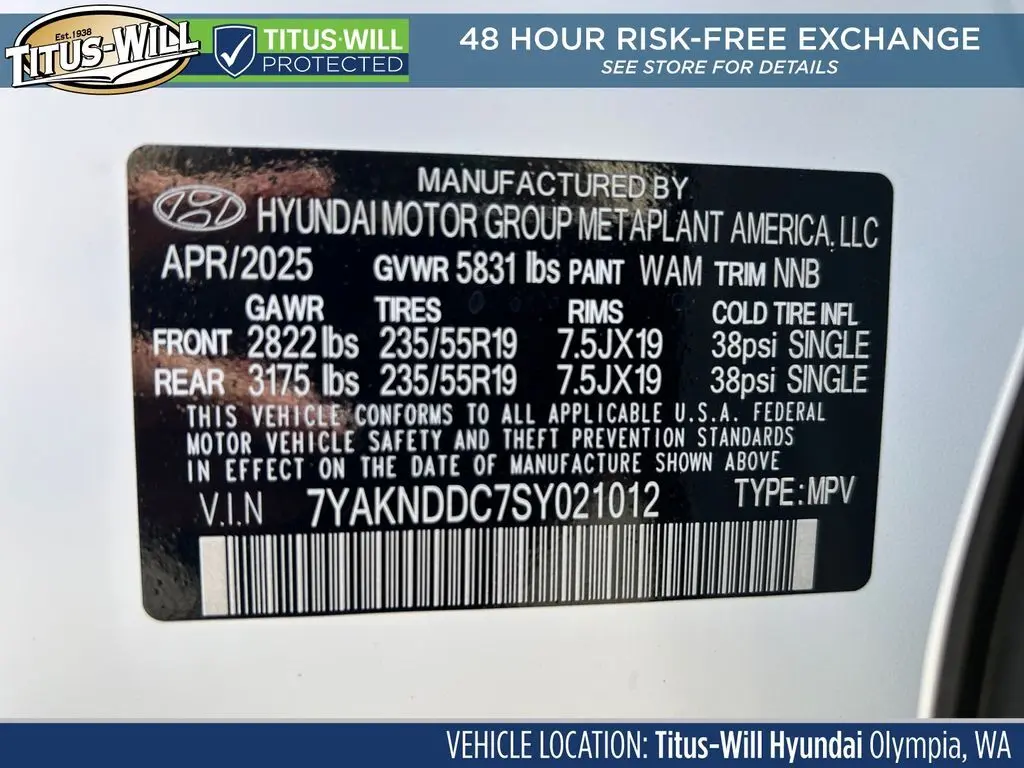 Est. 1938
TITUS-WILL
TITUS-WILL
PROTECTED
48 HOUR RISK-FREE EXCHANGE
SEE STORE FOR DETAILS
MANUFACTURED BY
HYUNDAI MOTOR GROUP METAPLANT AMERICA, LLC
APR/2025 GVWR 5831 lbs PAINT WAM TRIM NNB
GAWR TIRES RIMS COLD TIRE INFL
FRONT 2822 lbs 235/55R19 7.5JX19 38psi SINGLE
REAR 3175 lbs 235/55R19 7.5JX19 38psi SINGLE
THIS VEHICLE CONFORMS TO ALL APPLICABLE U.S.A. FEDERAL
MOTOR VEHICLE SAFETY AND THEFT PREVENTION STANDARDS
IN EFFECT ON THE DATE OF MANUFACTURE SHOWN ABOVE
V.I.N 7YAKNDDC7SY021012 TYPE: MPV
VEHICLE LOCATION: Titus-Will Hyundai Olympia, WA